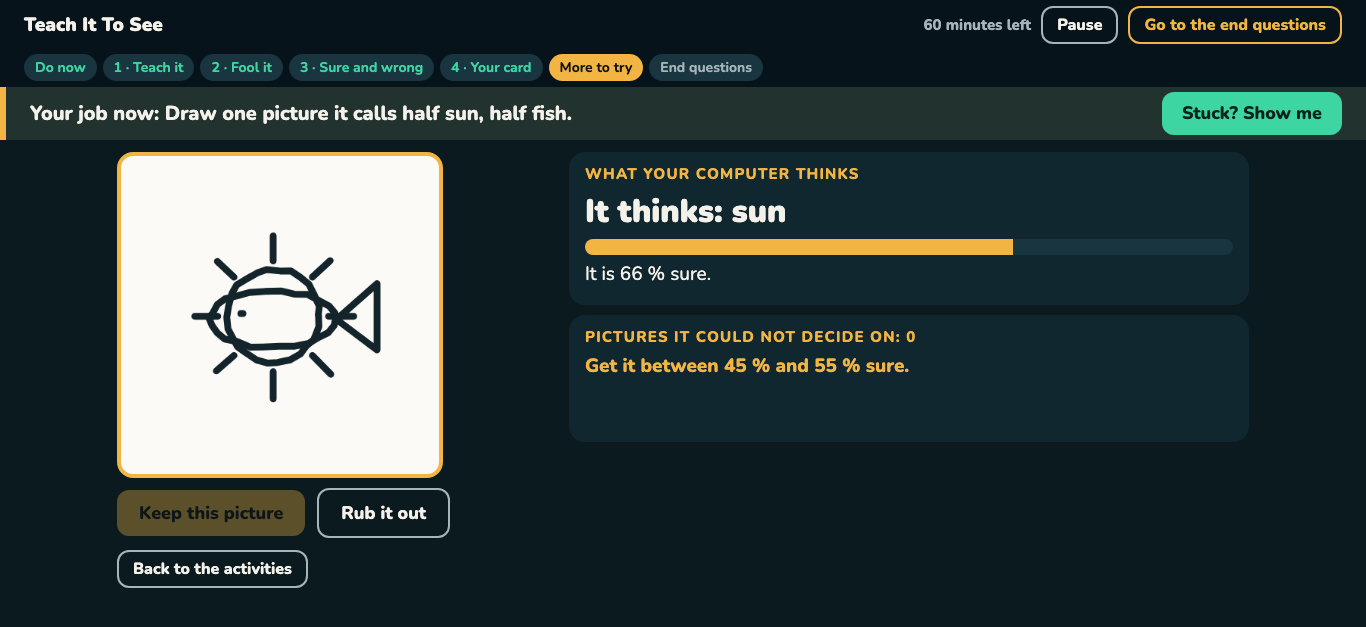 Teach It To See
60 minutes left
Pause
Go to the end questions
Do now
1 · Teach it
2 · Fool it
3 · Sure and wrong
4 · Your card
More to try
End questions
Your job now: Draw one picture it calls half sun, half fish.
Stuck? Show me
WHAT YOUR COMPUTER THINKS
It thinks: sun
It is 66 % sure.
PICTURES IT COULD NOT DECIDE ON: 0
Get it between 45 % and 55 % sure.
Keep this picture
Rub it out
Back to the activities